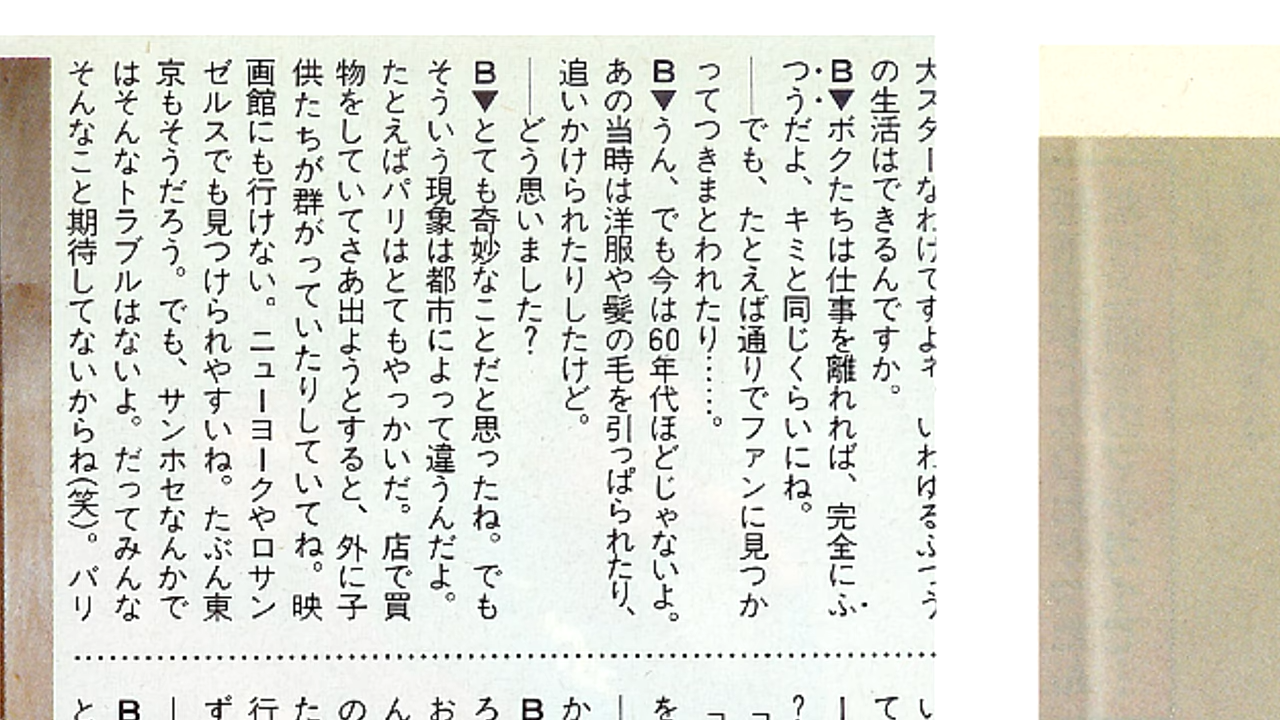 大スターなわけですよネ　いわゆるふつう
の生活はできるんですか。
B▼ボクたちは仕事を離れれば、完全にふ
つうだよ、キミと同じくらいにね。
――でも、たとえば通りでファンに見つか
ってつきまとわれたり……。
B▼うん、でも今は60年代ほどじゃないよ。
あの当時は洋服や髪の毛を引っぱられたり、
追いかけられたりしたけど。
――どう思いました？
B▼とても奇妙なことだと思ったね。でも
そういう現象は都市によって違うんだよ。
たとえばパリはとてもやっかいだ。店で買
物をしていてさあ出ようとすると、外に子
供たちが群がっていたりしていてね。映
画館にも行けない。ニューヨークやロサン
ゼルスでも見つけられやすいね。たぶん東
京もそうだろう。でも、サンホセなんかで
はそんなトラブルはないよ。だってみんな
そんなこと期待してないからね(笑)。パリ
い
て
？
を
か
B
ろ
お
ん
の
た
行
ず
B
と